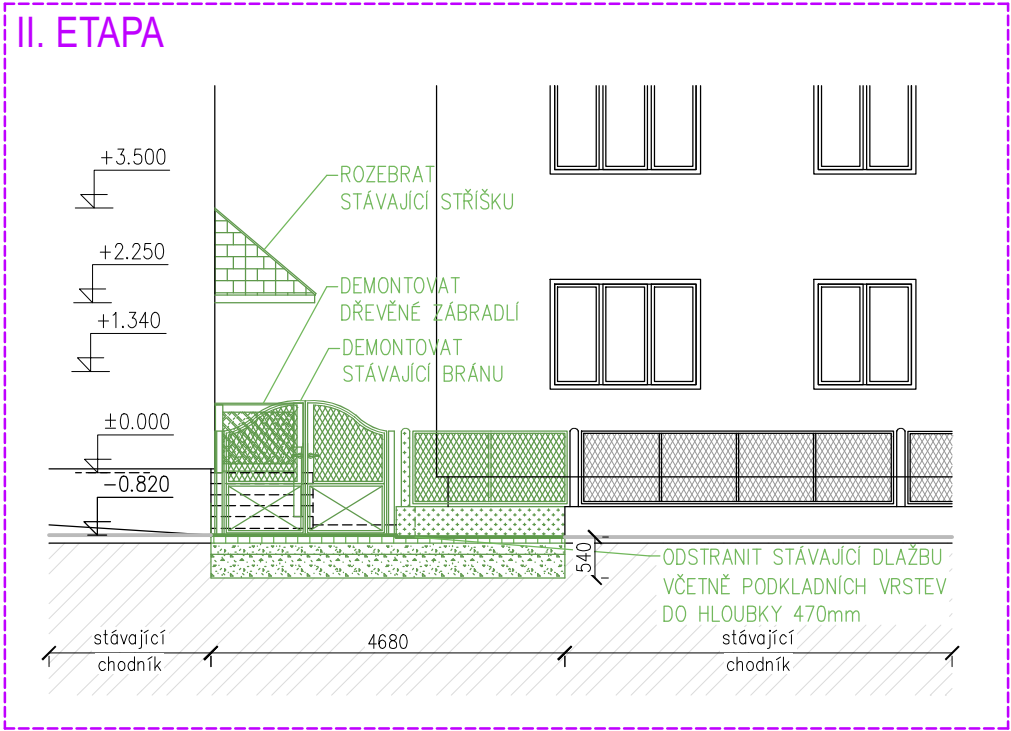 II. ETAPA
+3.500
ROZEBRAT
STÁVAJÍCÍ STŘÍŠKU
+2.250
DEMONTOVAT
DŘEVĚNÉ ZÁBRADLÍ
+1.340
DEMONTOVAT
STÁVAJÍCÍ BRÁNU
±0.000
-0.820
540
ODSTRANIT STÁVAJÍCÍ DLAŽBU
VČETNĚ PODKLADNÍCH VRSTEV
DO HLOUBKY 470mm
stávající
chodník
4680
stávající
chodník